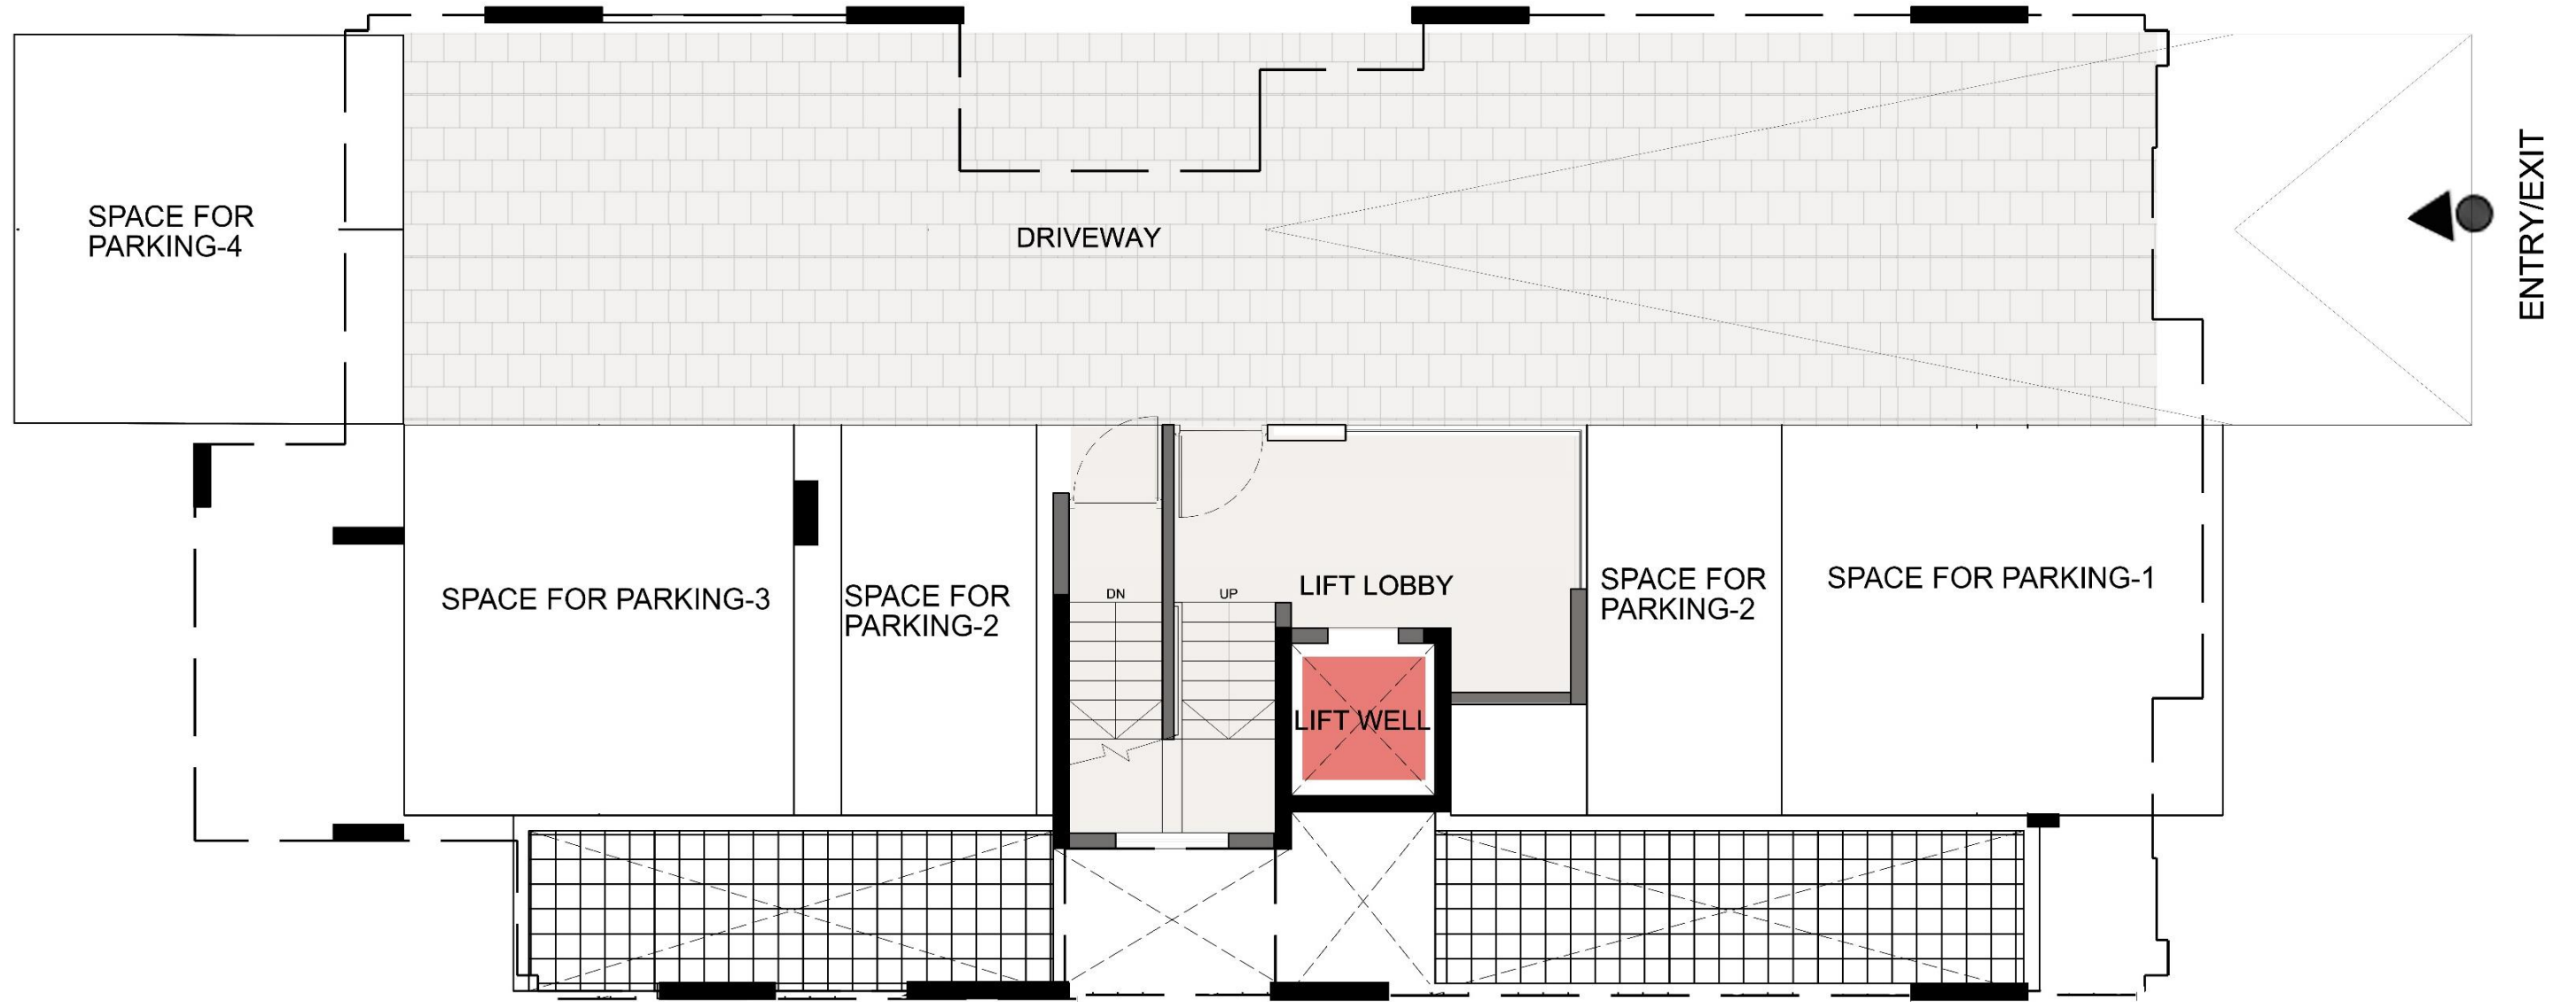 SPACE FOR
PARKING-4
DRIVEWAY
ENTRY/EXIT
SPACE FOR PARKING-3
SPACE FOR
PARKING-2
DN
UP
LIFT LOBBY
LIFT WELL
SPACE FOR
PARKING-2
SPACE FOR PARKING-1